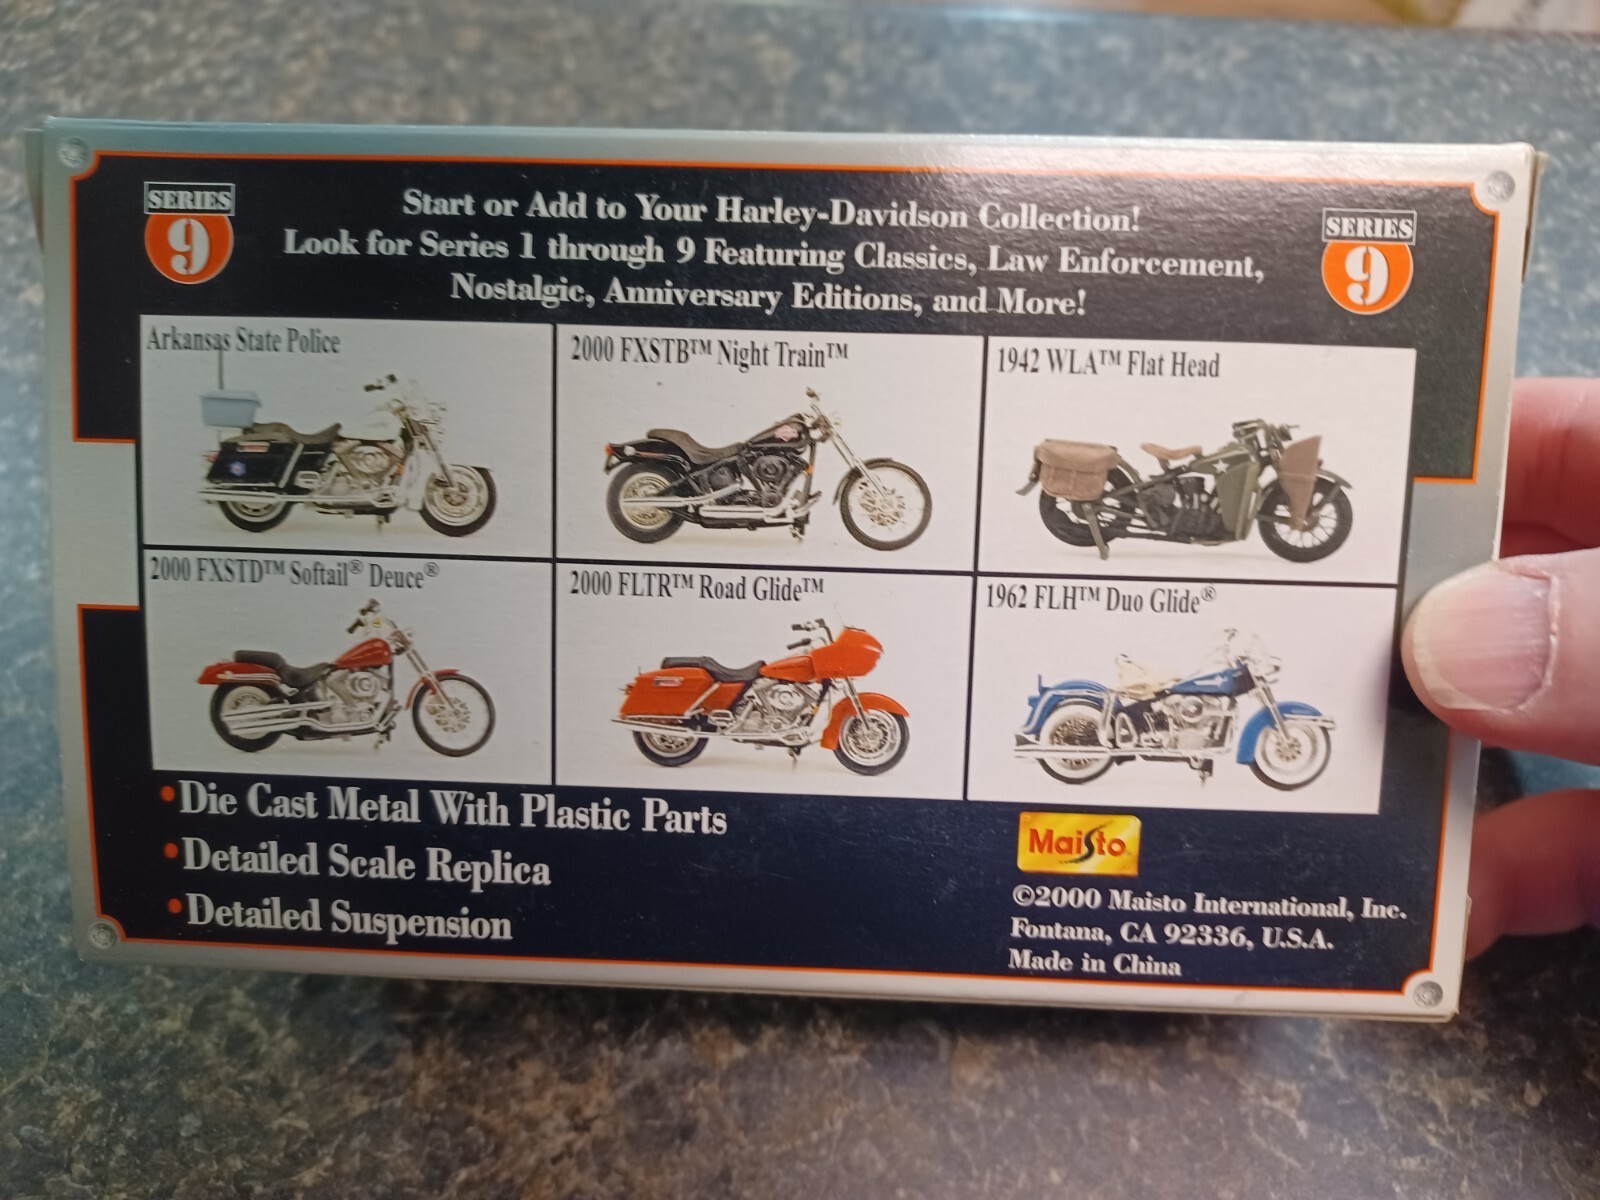 SERIES
9
Start or Add to Your Harley-Davidson Collection!
Look for Series 1 through 9 Featuring Classics, Law Enforcement,
Nostalgic, Anniversary Editions, and More!
SERIES
9
Arkansas State Police
2000 FXSTB™ Night Train™
1942 WLA™ Flat Head
2000 FXSTD™ Softail® Deuce®
2000 FLTR™ Road Glide™
1962 FLH™ Duo Glide®
•Die Cast Metal With Plastic Parts
•Detailed Scale Replica
•Detailed Suspension
Maisto
©2000 Maisto International, Inc.
Fontana, CA 92336, U.S.A.
Made in China